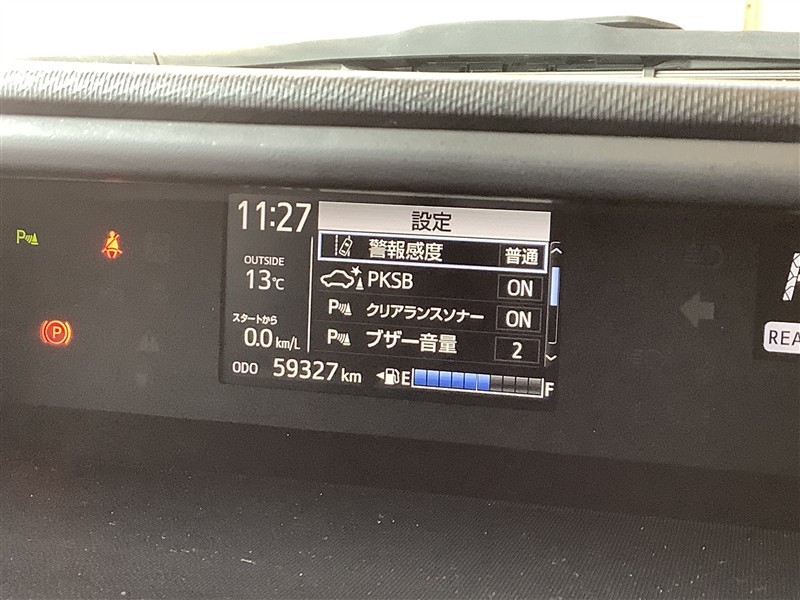 11:27
設定
警報感度 普通
OUTSIDE
13℃
PKSB ON
P クリアランスソナー ON
スタートから
0.0 km/L
P ブザー音量 2
ODO 59327 km
E F
P
(P)
REA